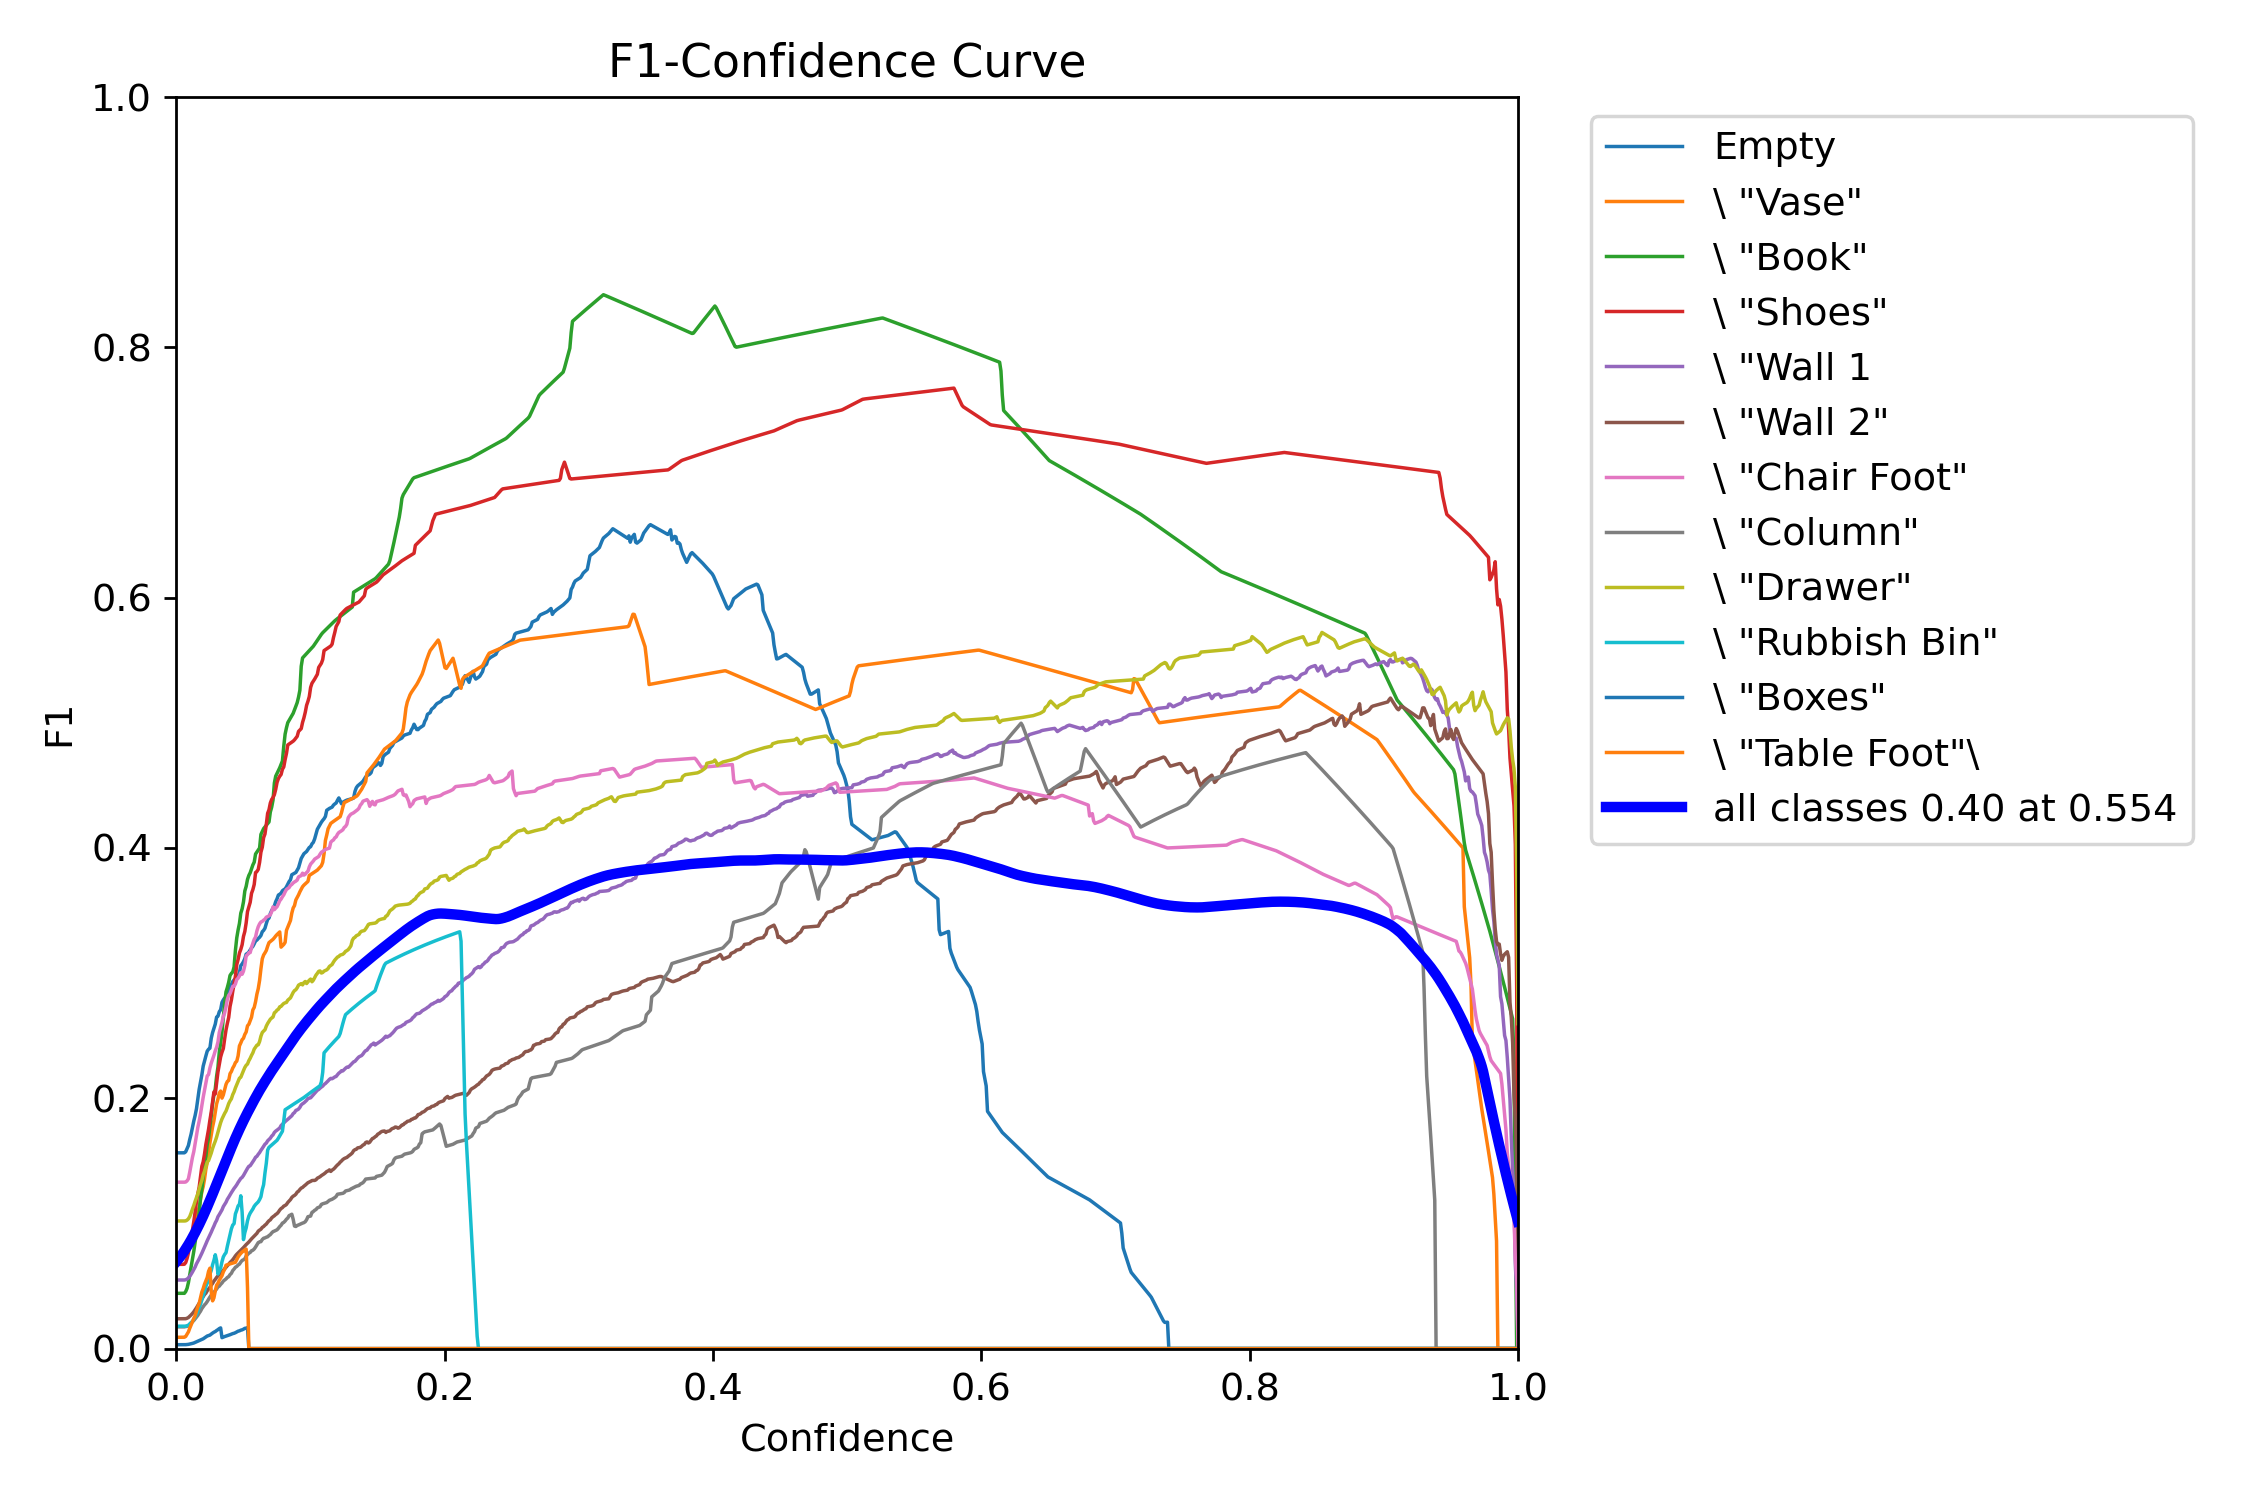 F1-Confidence Curve
1.0
0.8
0.6
0.4
0.2
0.0
F1
0.0 0.2 0.4 0.6 0.8 1.0
Confidence
Empty
\ "Vase"
\ "Book"
\ "Shoes"
\ "Wall 1
\ "Wall 2"
\ "Chair Foot"
\ "Column"
\ "Drawer"
\ "Rubbish Bin"
\ "Boxes"
\ "Table Foot"\
all classes 0.40 at 0.554